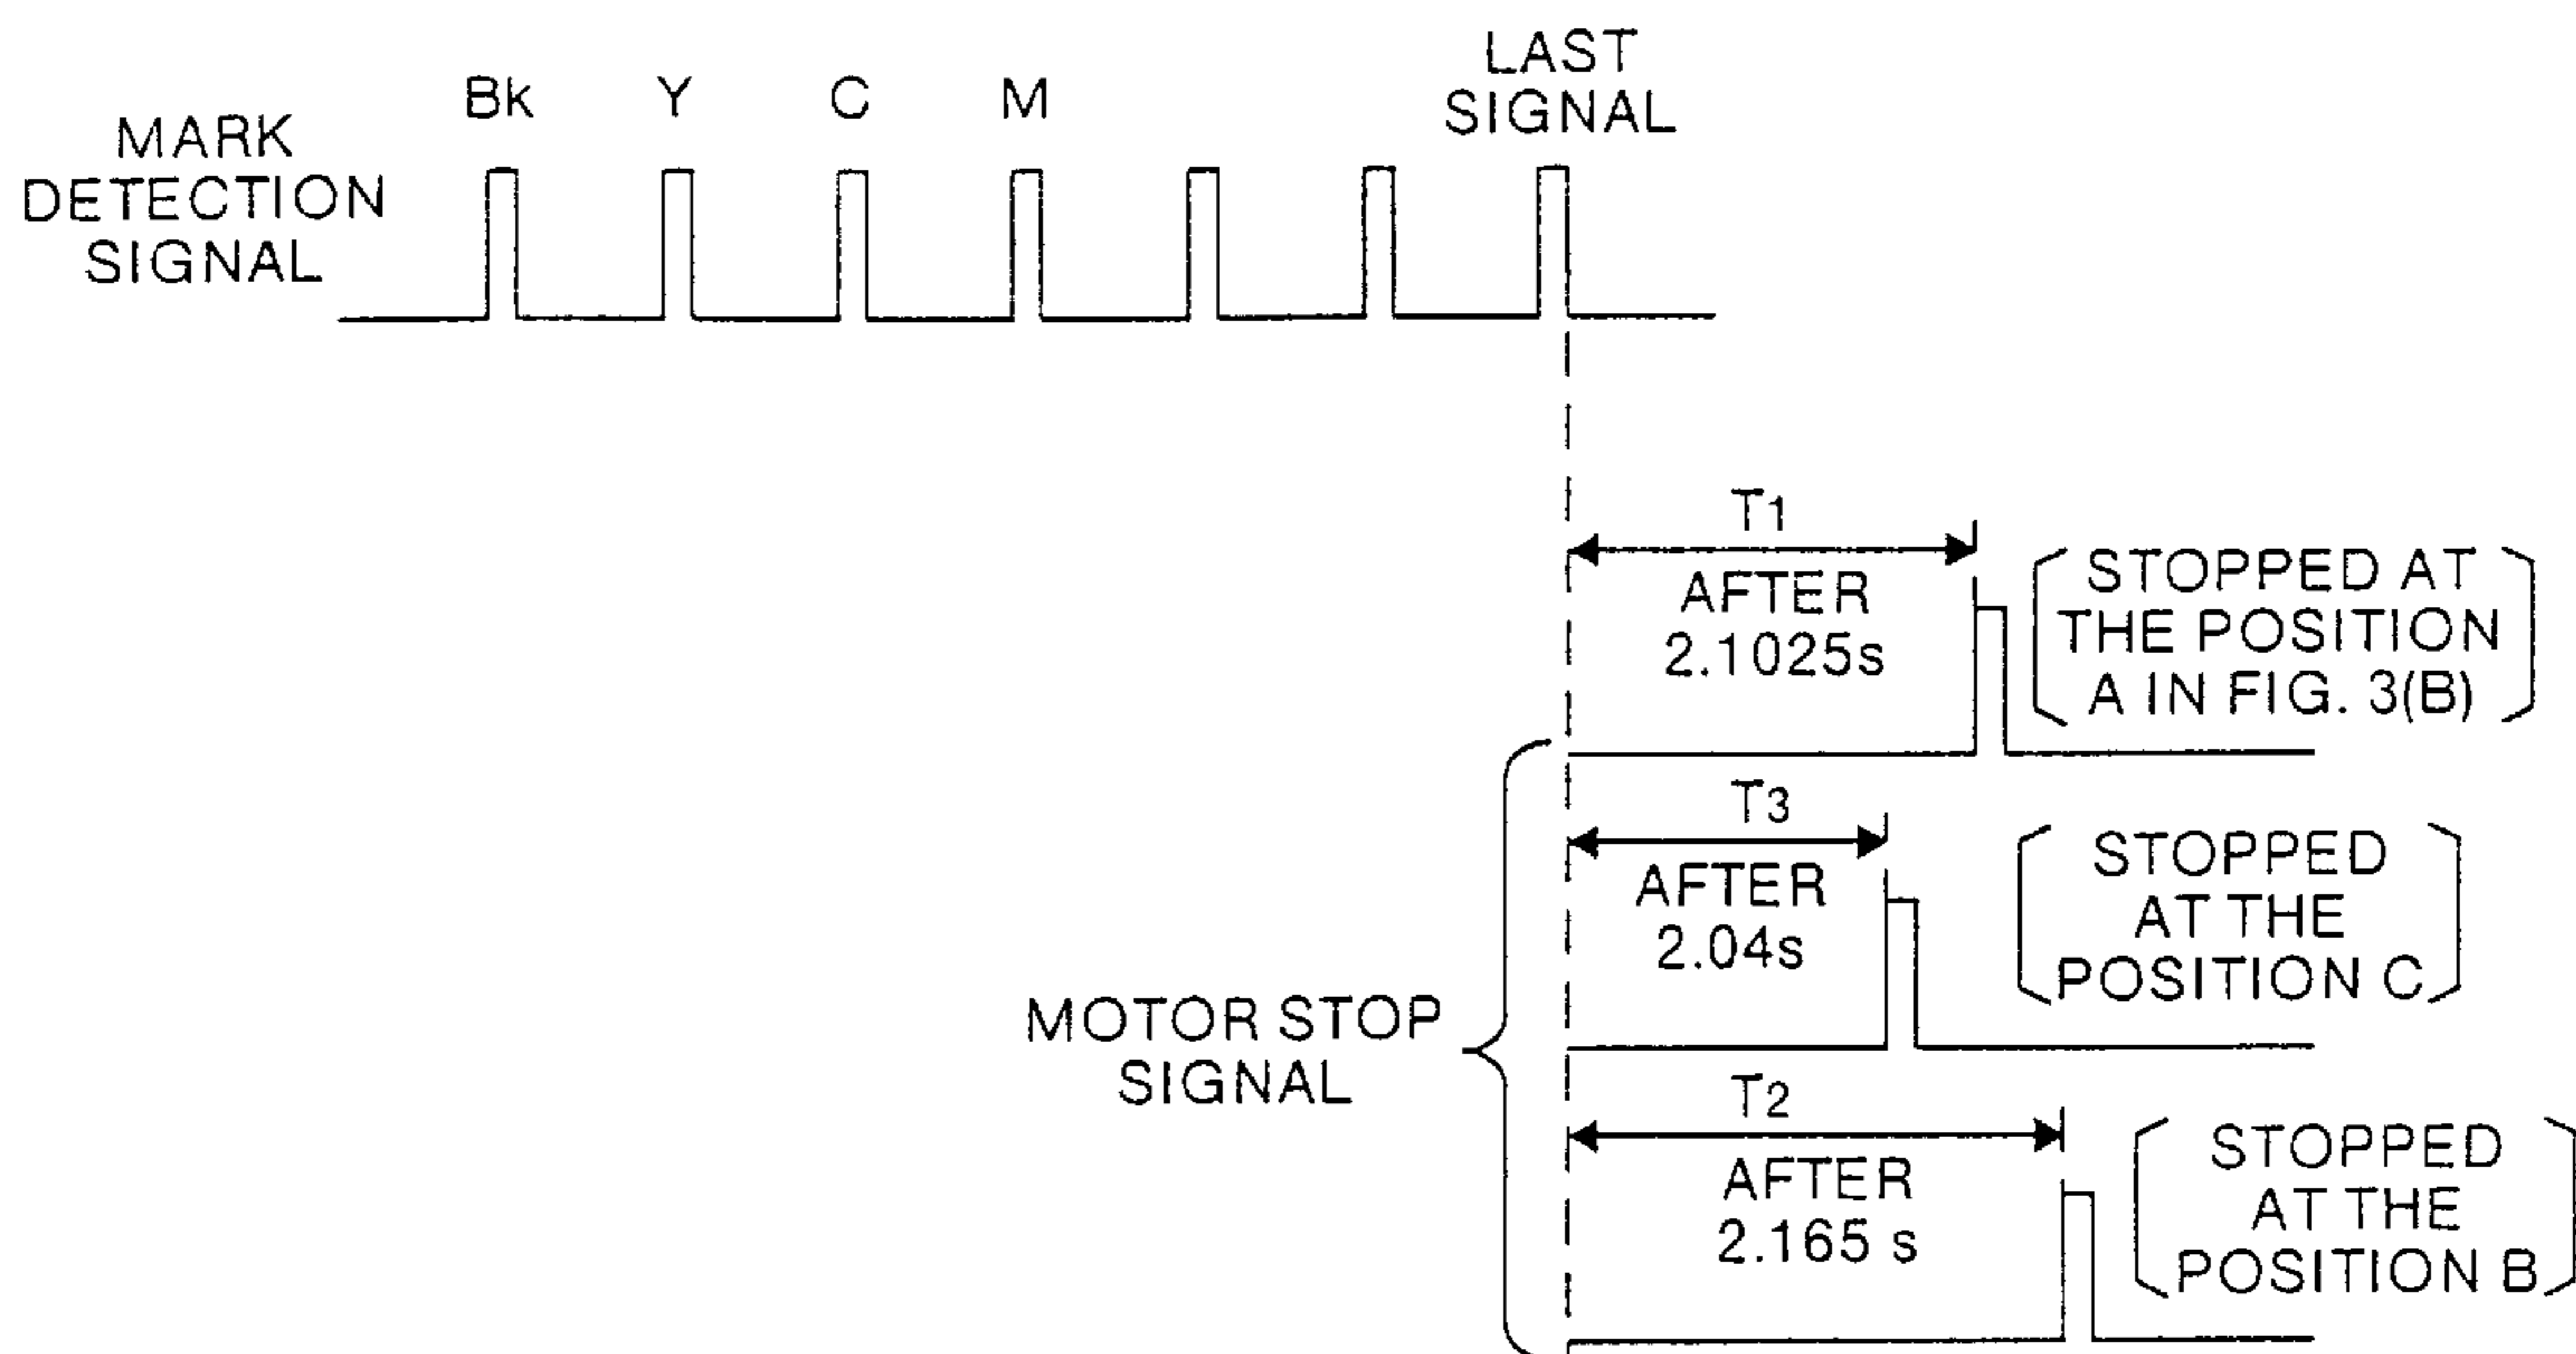 LAST
SIGNAL
Bk Y C M
MARK
DETECTION
SIGNAL
T1
AFTER
2.1025s
STOPPED AT
THE POSITION
A IN FIG. 3(B)
T3
AFTER
2.04s
STOPPED
AT THE
POSITION C
MOTOR STOP
SIGNAL
T2
AFTER
2.165 s
STOPPED
AT THE
POSITION B